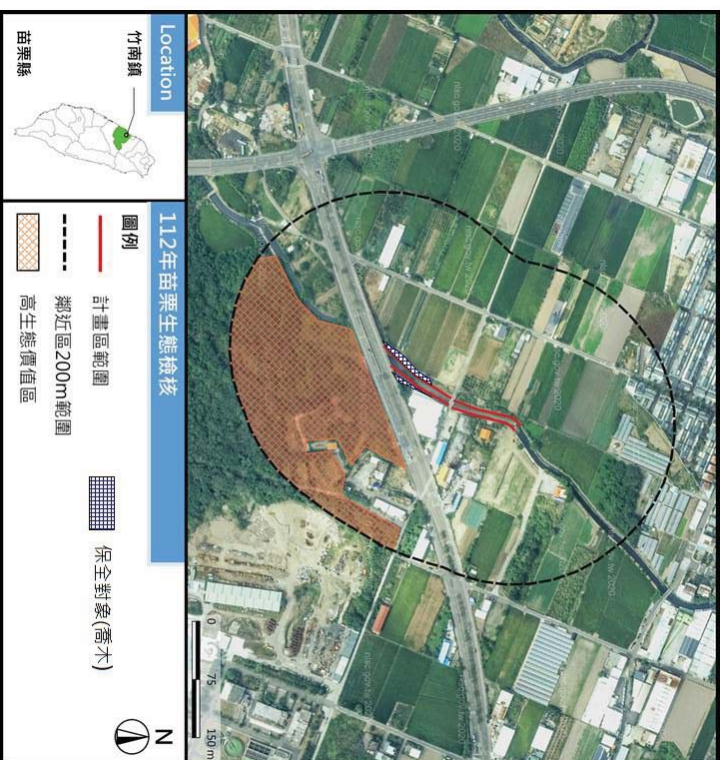 Location
竹南鎮
苗栗縣
112年苗栗生態檢核
圖例
計畫區範圍
鄰近區200m範圍
高生態價值區
保全對象(喬木)
N
0 75 150 m